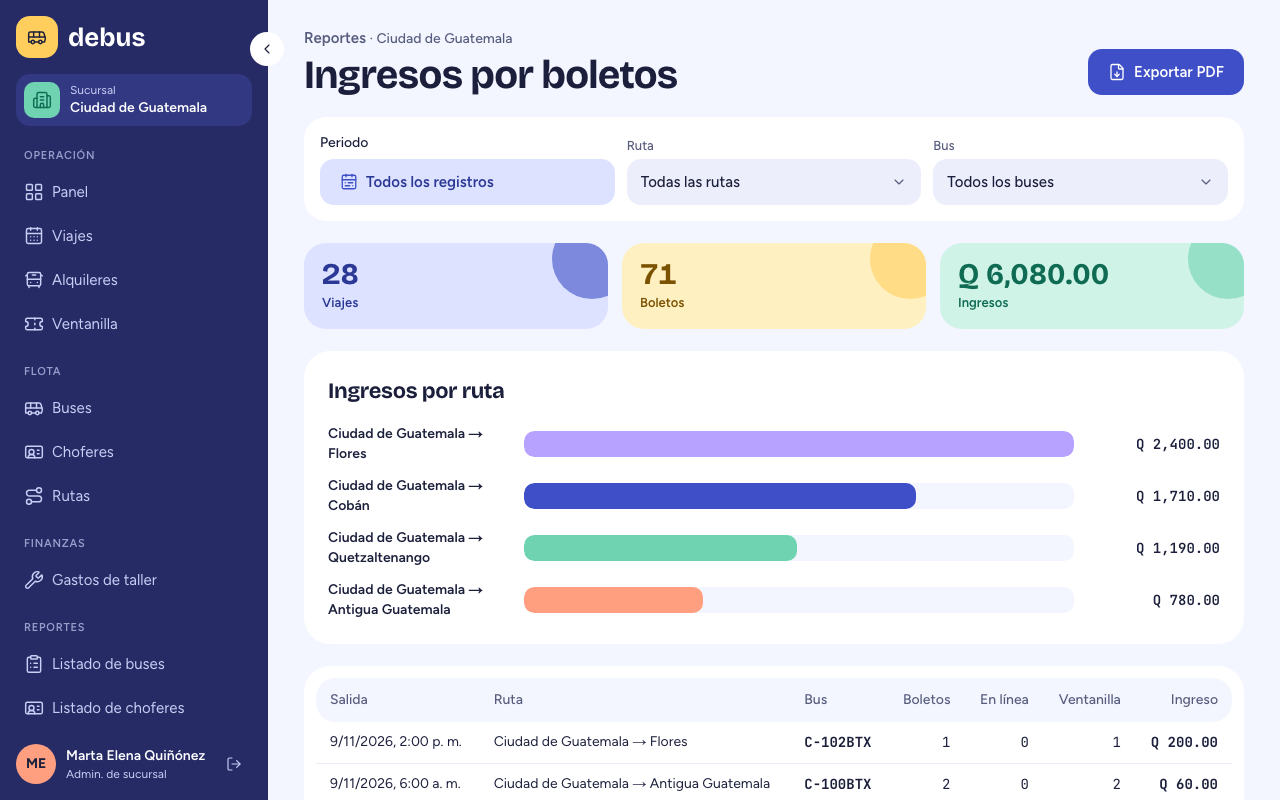 debus
Sucursal
Ciudad de Guatemala
OPERACIÓN
Panel
Viajes
Alquileres
Ventanilla
FLOTA
Buses
Choferes
Rutas
FINANZAS
Gastos de taller
REPORTES
Listado de buses
Listado de choferes
ME
Marta Elena Quiñónez
Admin. de sucursal
Reportes · Ciudad de Guatemala
Ingresos por boletos
Exportar PDF
Periodo
Todos los registros
Ruta
Todas las rutas
Bus
Todos los buses
28
Viajes
71
Boletos
Q 6,080.00
Ingresos
Ingresos por ruta
Ciudad de Guatemala →
Flores
Q 2,400.00
Ciudad de Guatemala →
Cobán
Q 1,710.00
Ciudad de Guatemala →
Quetzaltenango
Q 1,190.00
Ciudad de Guatemala →
Antigua Guatemala
Q 780.00
Salida Ruta Bus Boletos En línea Ventanilla Ingreso
9/11/2026, 2:00 p. m. Ciudad de Guatemala → Flores C-102BTX 1 0 1 Q 200.00
9/11/2026, 6:00 a. m. Ciudad de Guatemala → Antigua Guatemala C-100BTX 2 0 2 Q 60.00